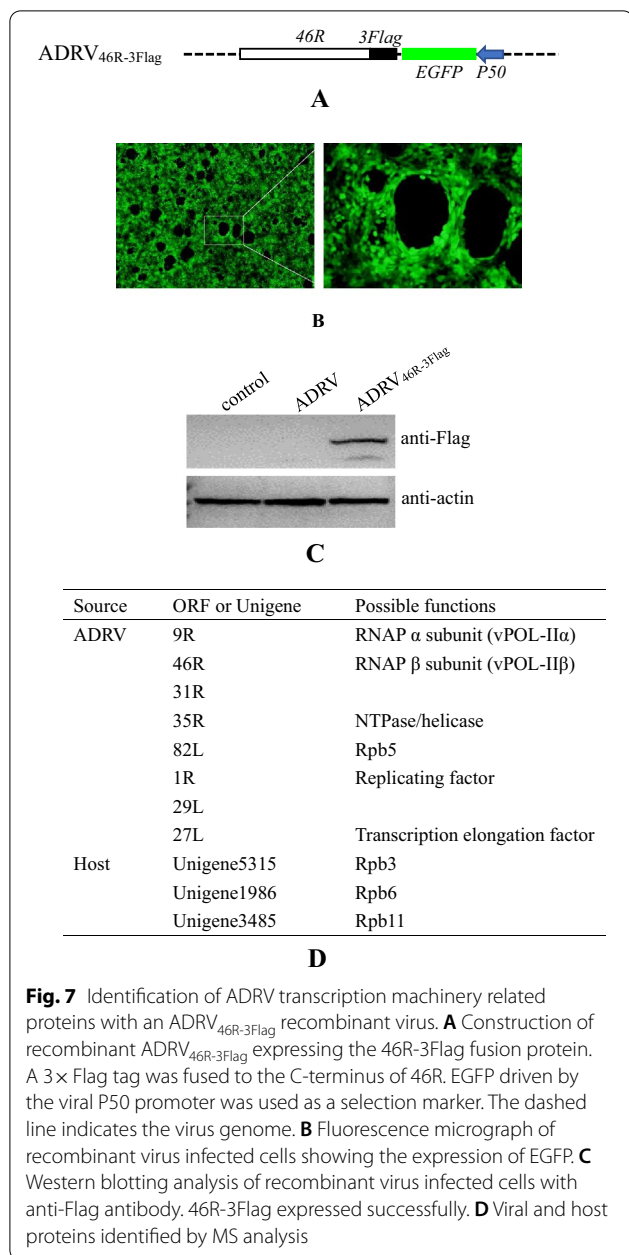 46R 3Flag
ADRV46R-3Flag
EGFP P50
A
B
control ADRV ADRV46R-3Flag
anti-Flag
anti-actin
C
Source ORF or Unigene Possible functions
ADRV 9R RNAP α subunit (vPOL-IIα)
46R RNAP β subunit (vPOL-IIβ)
31R
35R NTPase/helicase
82L Rpb5
1R Replicating factor
29L
27L Transcription elongation factor
Host Unigene5315 Rpb3
Unigene1986 Rpb6
Unigene3485 Rpb11
D
Fig. 7 Identification of ADRV transcription machinery related
proteins with an ADRV46R-3Flag recombinant virus. A Construction of
recombinant ADRV46R-3Flag expressing the 46R-3Flag fusion protein.
A 3× Flag tag was fused to the C-terminus of 46R. EGFP driven by
the viral P50 promoter was used as a selection marker. The dashed
line indicates the virus genome. B Fluorescence micrograph of
recombinant virus infected cells showing the expression of EGFP. C
Western blotting analysis of recombinant virus infected cells with
anti-Flag antibody. 46R-3Flag expressed successfully. D Viral and host
proteins identified by MS analysis